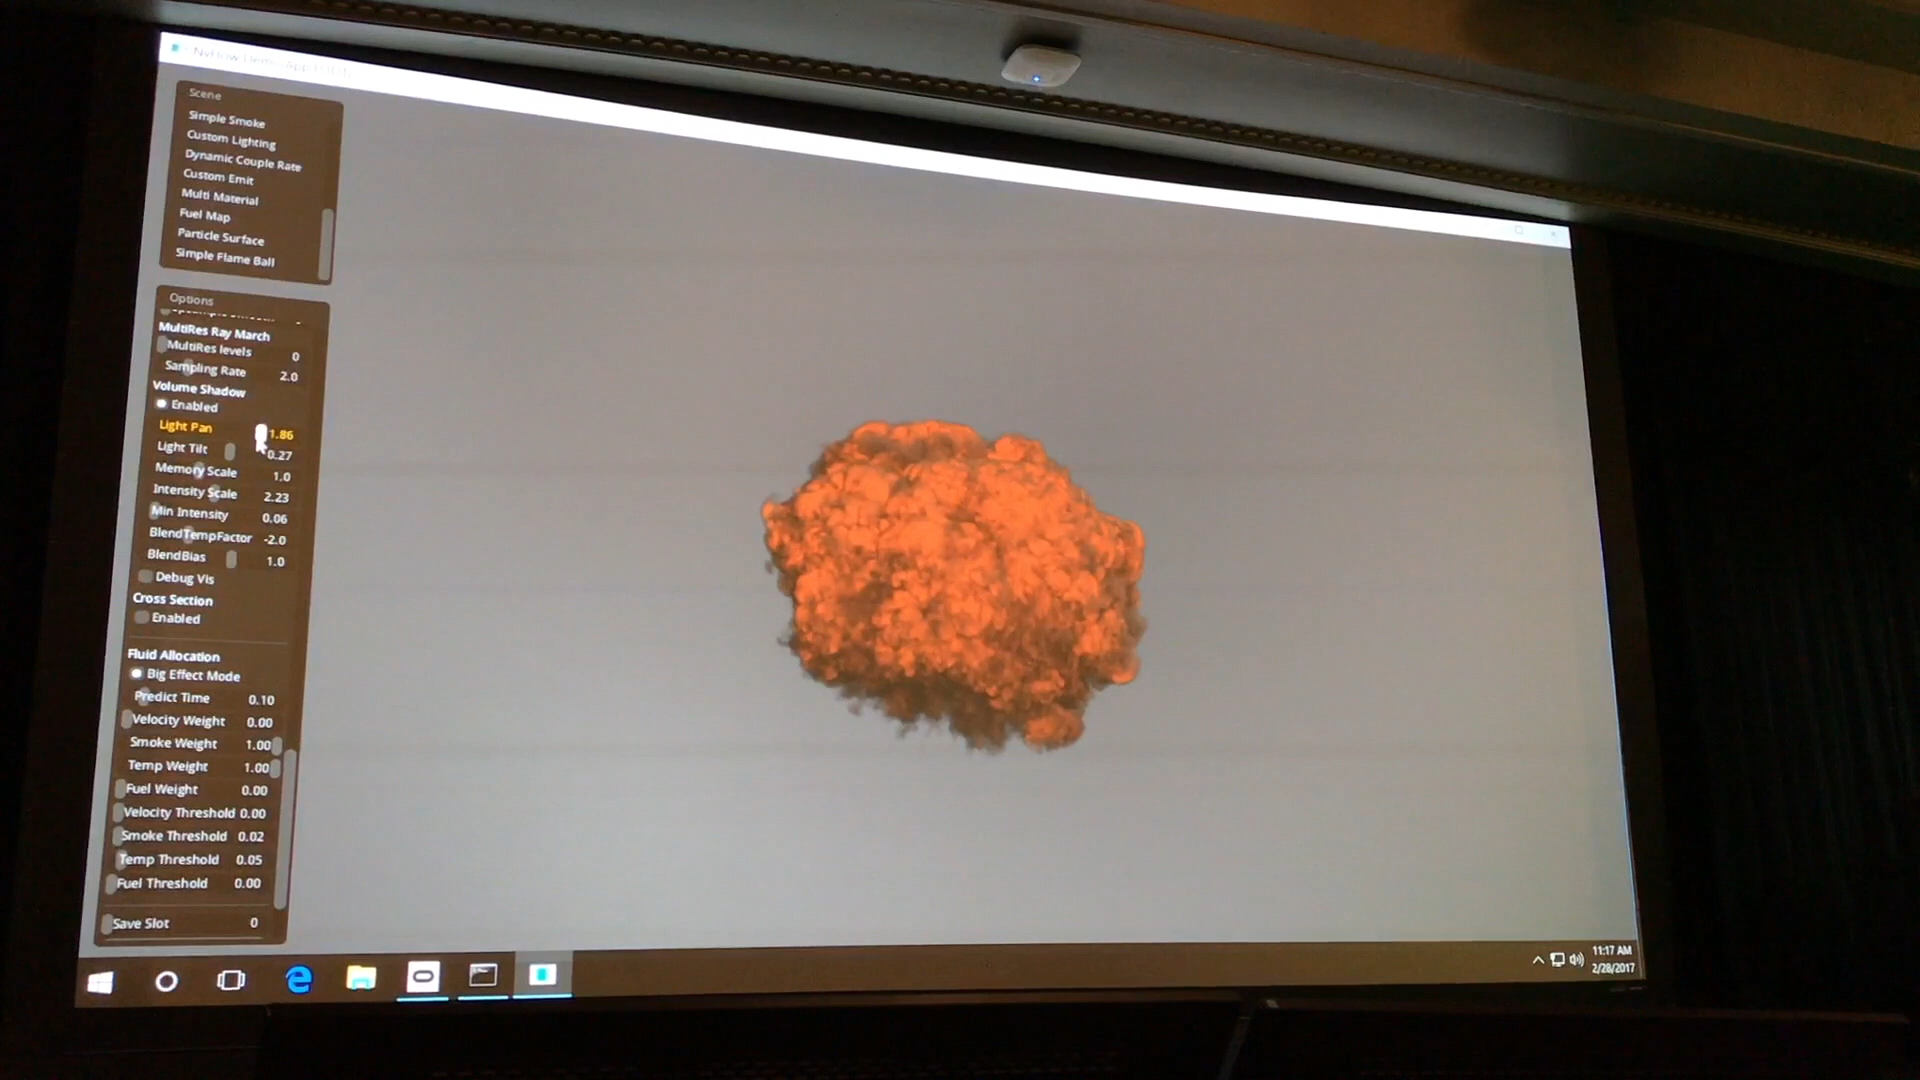 NvFlow Demo
Scene
Simple Smoke
Custom Lighting
Dynamic Couple Rate
Custom Emit
Multi Material
Fuel Map
Particle Surface
Simple Flame Ball
Options
MultiRes Ray March
MultiRes levels 0
Sampling Rate 2.0
Volume Shadow
Enabled
Light Pan 1.86
Light Tilt 0.27
Memory Scale 1.0
Intensity Scale 2.23
Min Intensity 0.06
BlendTempFactor -2.0
BlendBias 1.0
Debug Vis
Cross Section
Enabled
Fluid Allocation
Big Effect Mode
Predict Time 0.10
Velocity Weight 0.00
Smoke Weight 1.00
Temp Weight 1.00
Fuel Weight 0.00
Velocity Threshold 0.00
Smoke Threshold 0.02
Temp Threshold 0.05
Fuel Threshold 0.00
Save Slot 0
11:17 AM
2/28/2017